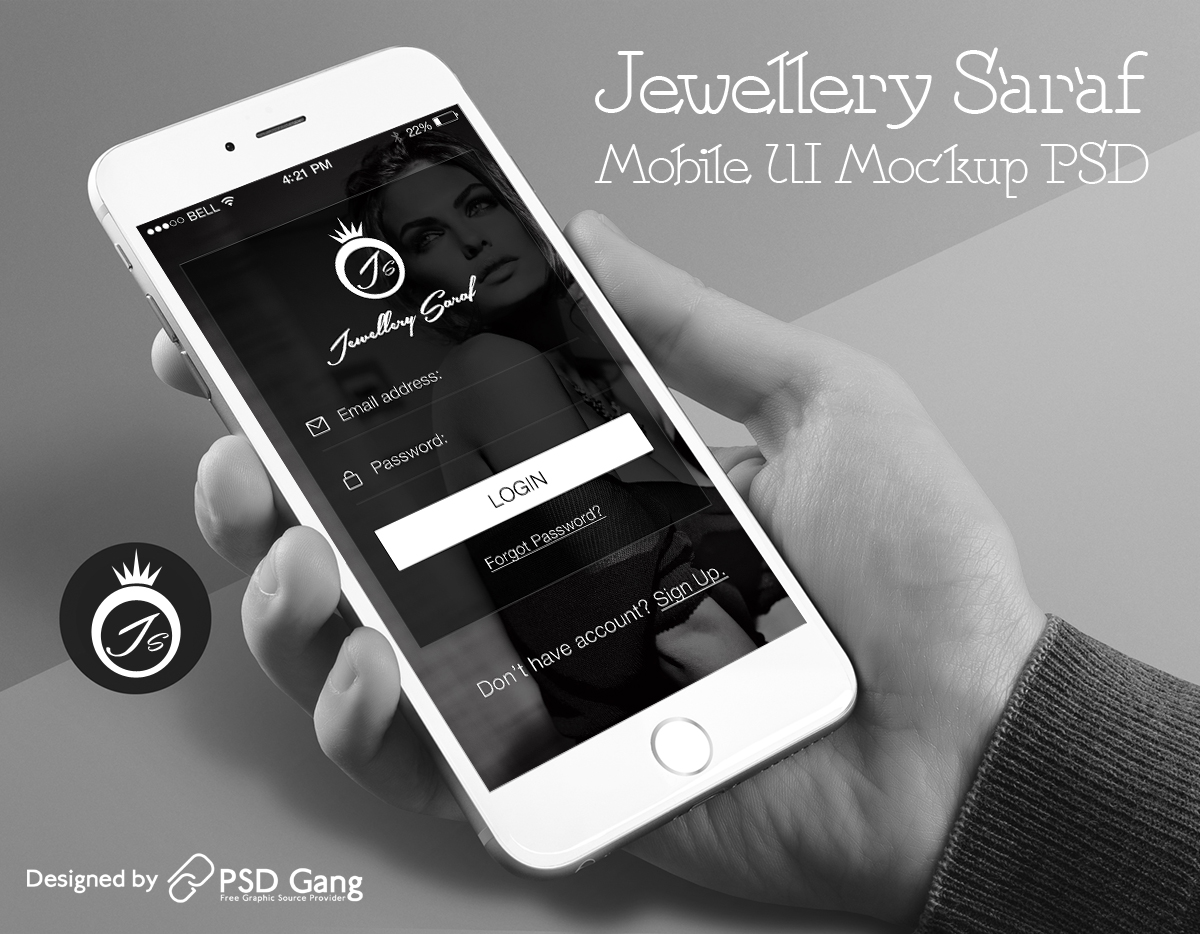 Jewellery Saraf
Mobile UI Mockup PSD
BELL
4:21 PM
22%
Js
Jewellery Saraf
Email address:
Password:
LOGIN
Forgot Password?
Don't have account? Sign Up.
Js
Designed by PSD Gang
Free Graphic Source Provider